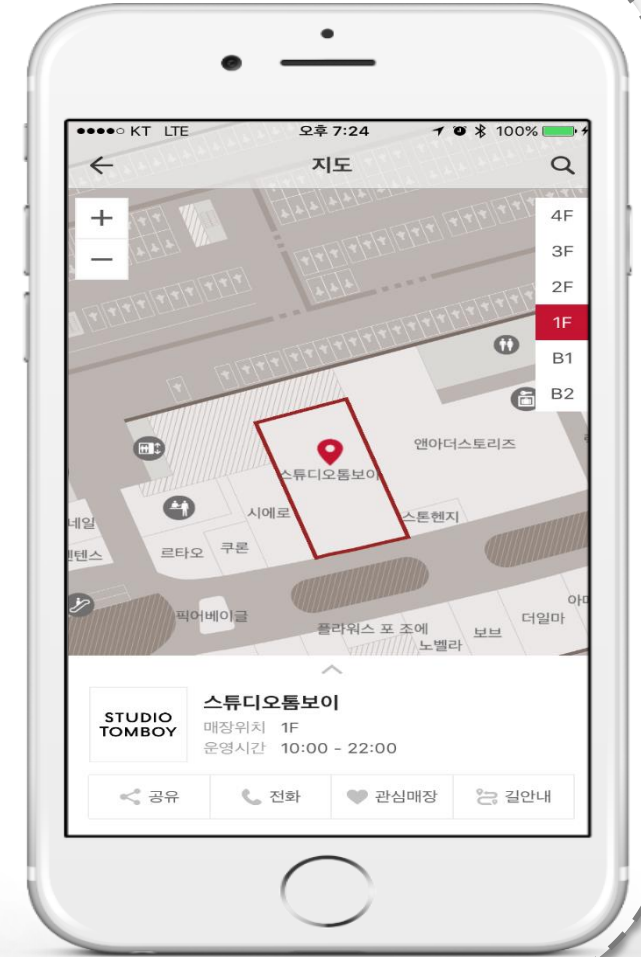 KT LTE 오후 7:24 100%
지도
+
−
4F
3F
2F
1F
B1
B2
앤아더스토리즈
스튜디오톰보이
시에로
스톤헨지
네일
르타오
쿠론
텐스
픽어베이글
플라워스 포 조에
노벨라
보브
더일마
STUDIO
TOMBOY
스튜디오톰보이
매장위치 1F
운영시간 10:00 - 22:00
공유 전화 관심매장 길안내